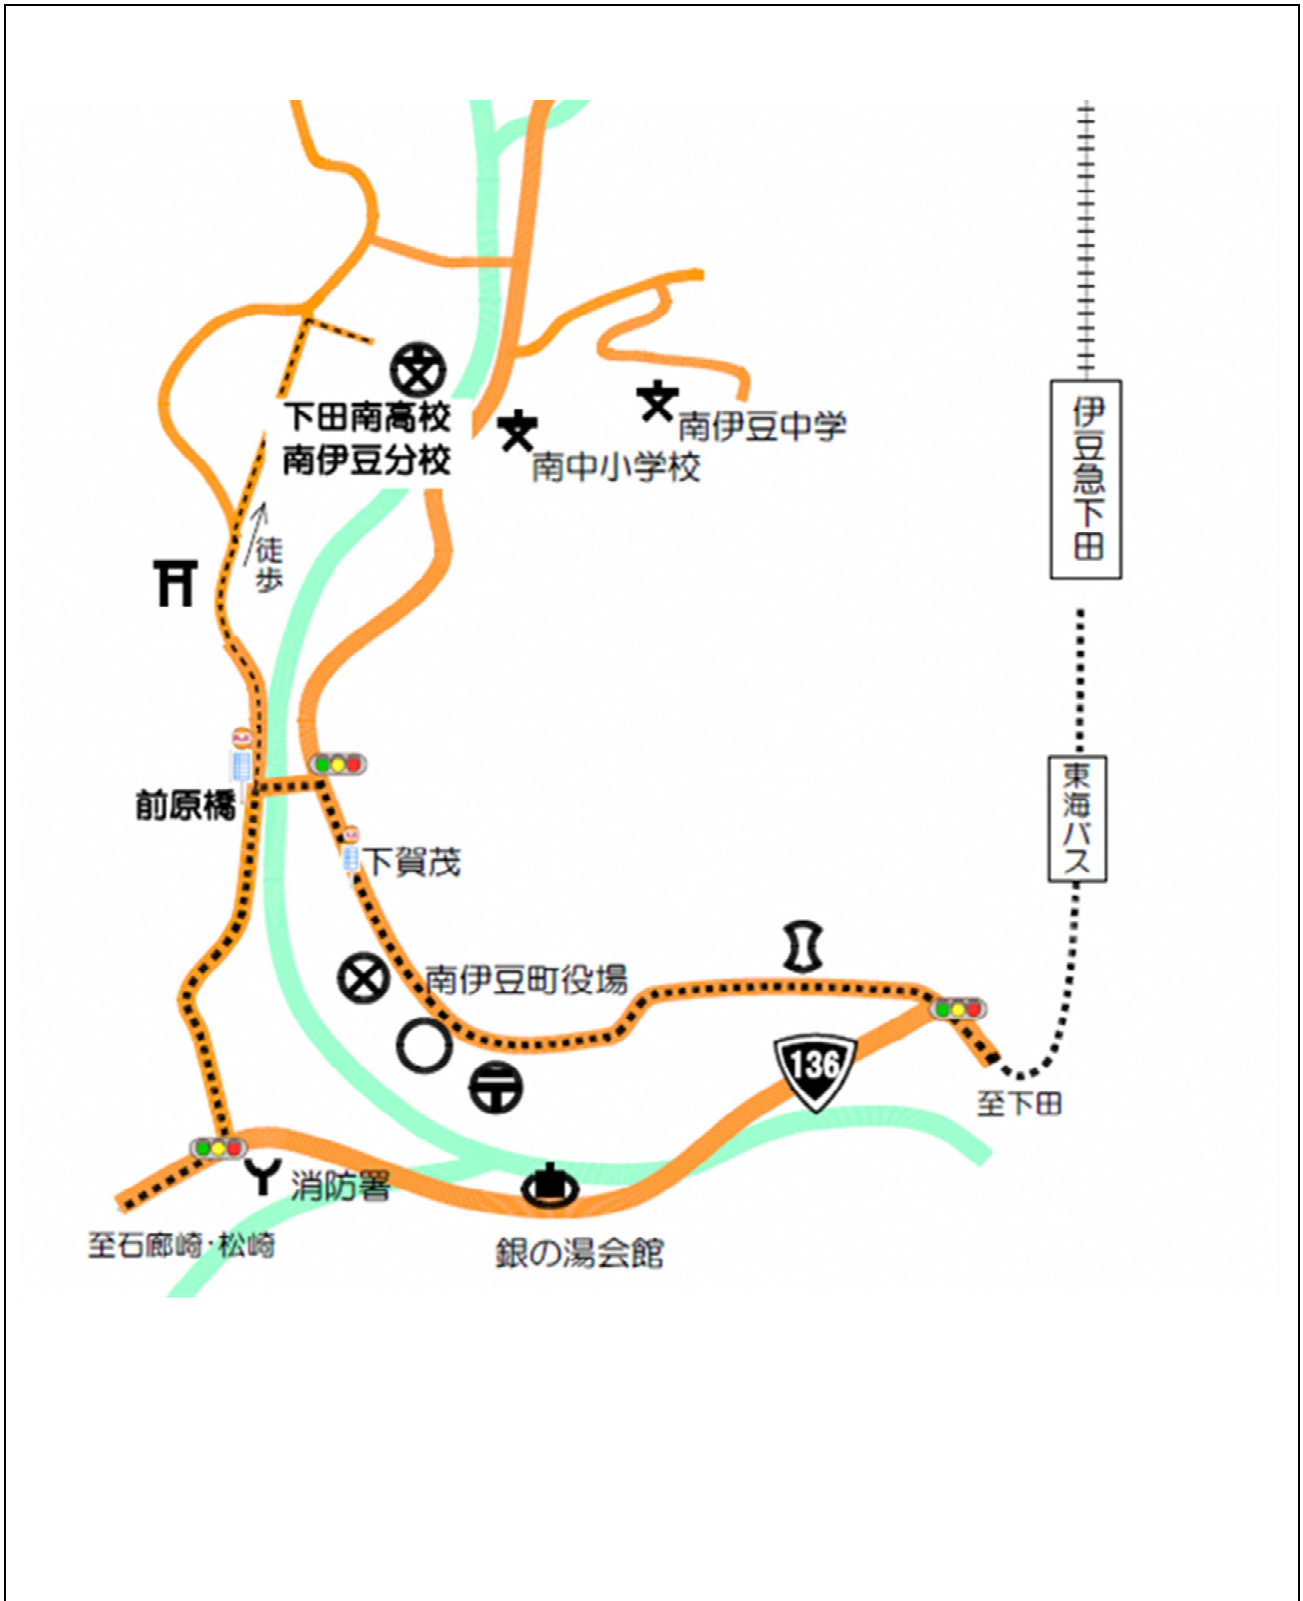 下田南高校
南伊豆分校
南伊豆中学
南中小学校
伊豆急下田
徒歩
前原橋
東海バス
下賀茂
南伊豆町役場
136
至下田
消防署
至石廊崎・松崎
銀の湯会館